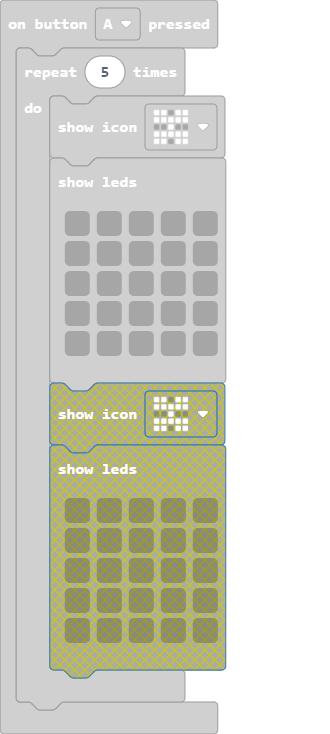 on button A pressed
repeat 5 times
do
show icon
show leds
show icon
show leds